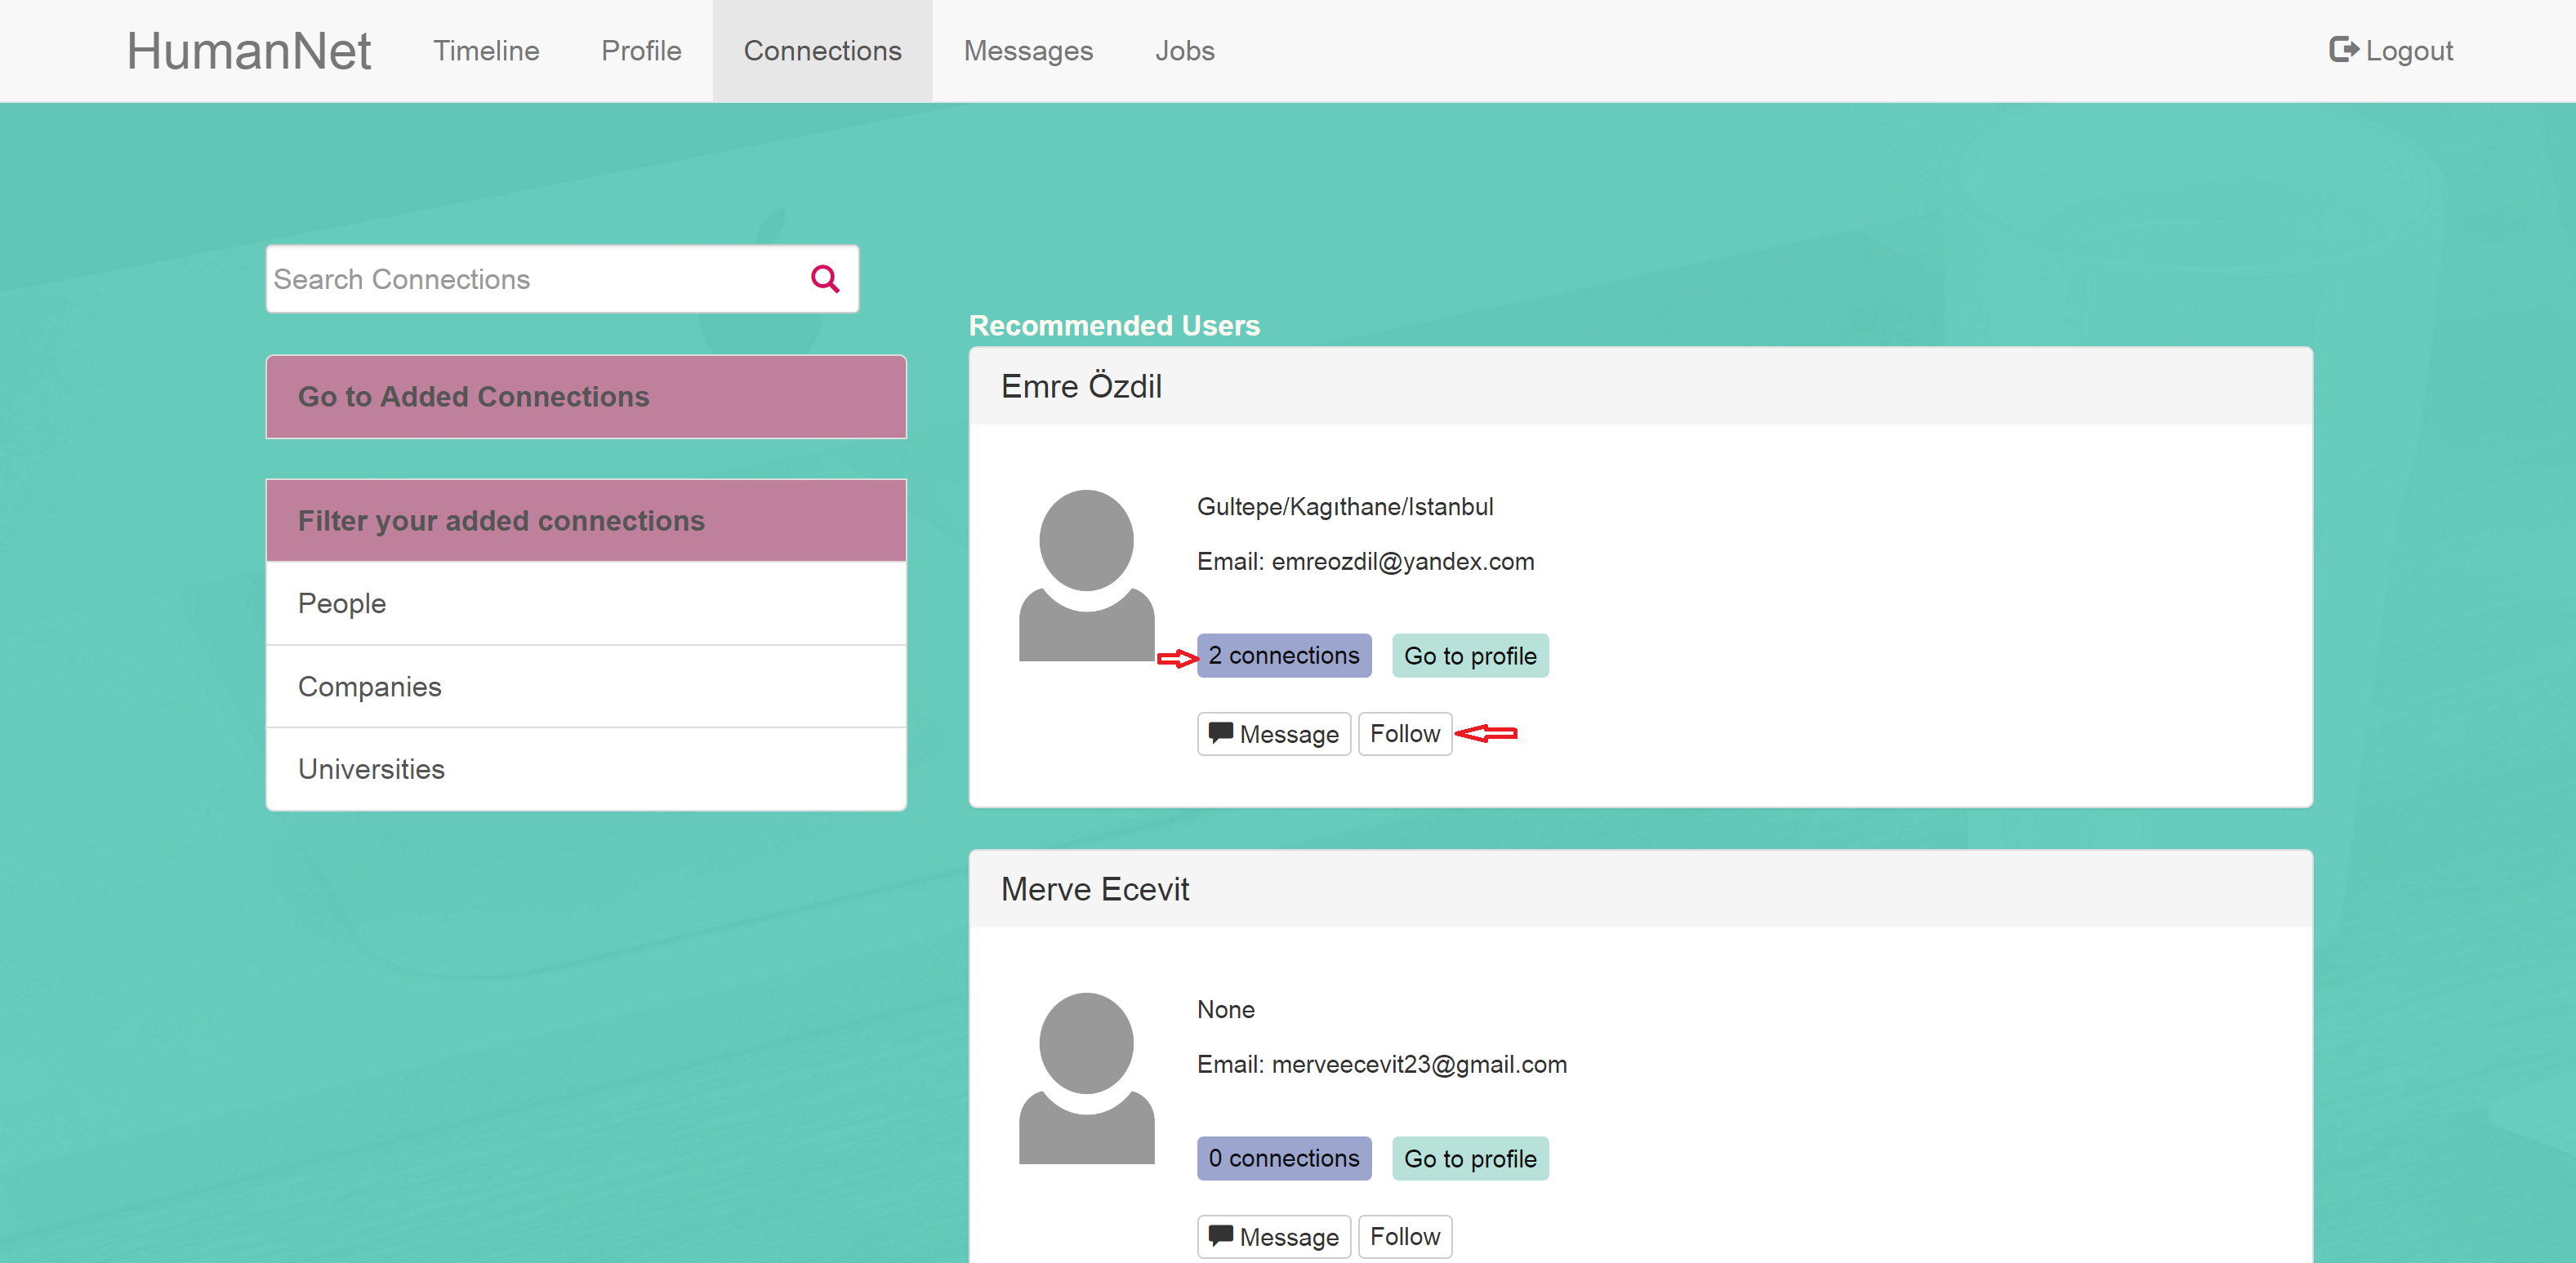 HumanNet Timeline Profile Connections Messages Jobs Logout
Search Connections
Go to Added Connections
Filter your added connections
People
Companies
Universities
Recommended Users
Emre Özdil
Gultepe/Kagıthane/Istanbul
Email: emreozdil@yandex.com
2 connections Go to profile
Message Follow
Merve Ecevit
None
Email: merveecevit23@gmail.com
0 connections Go to profile
Message Follow